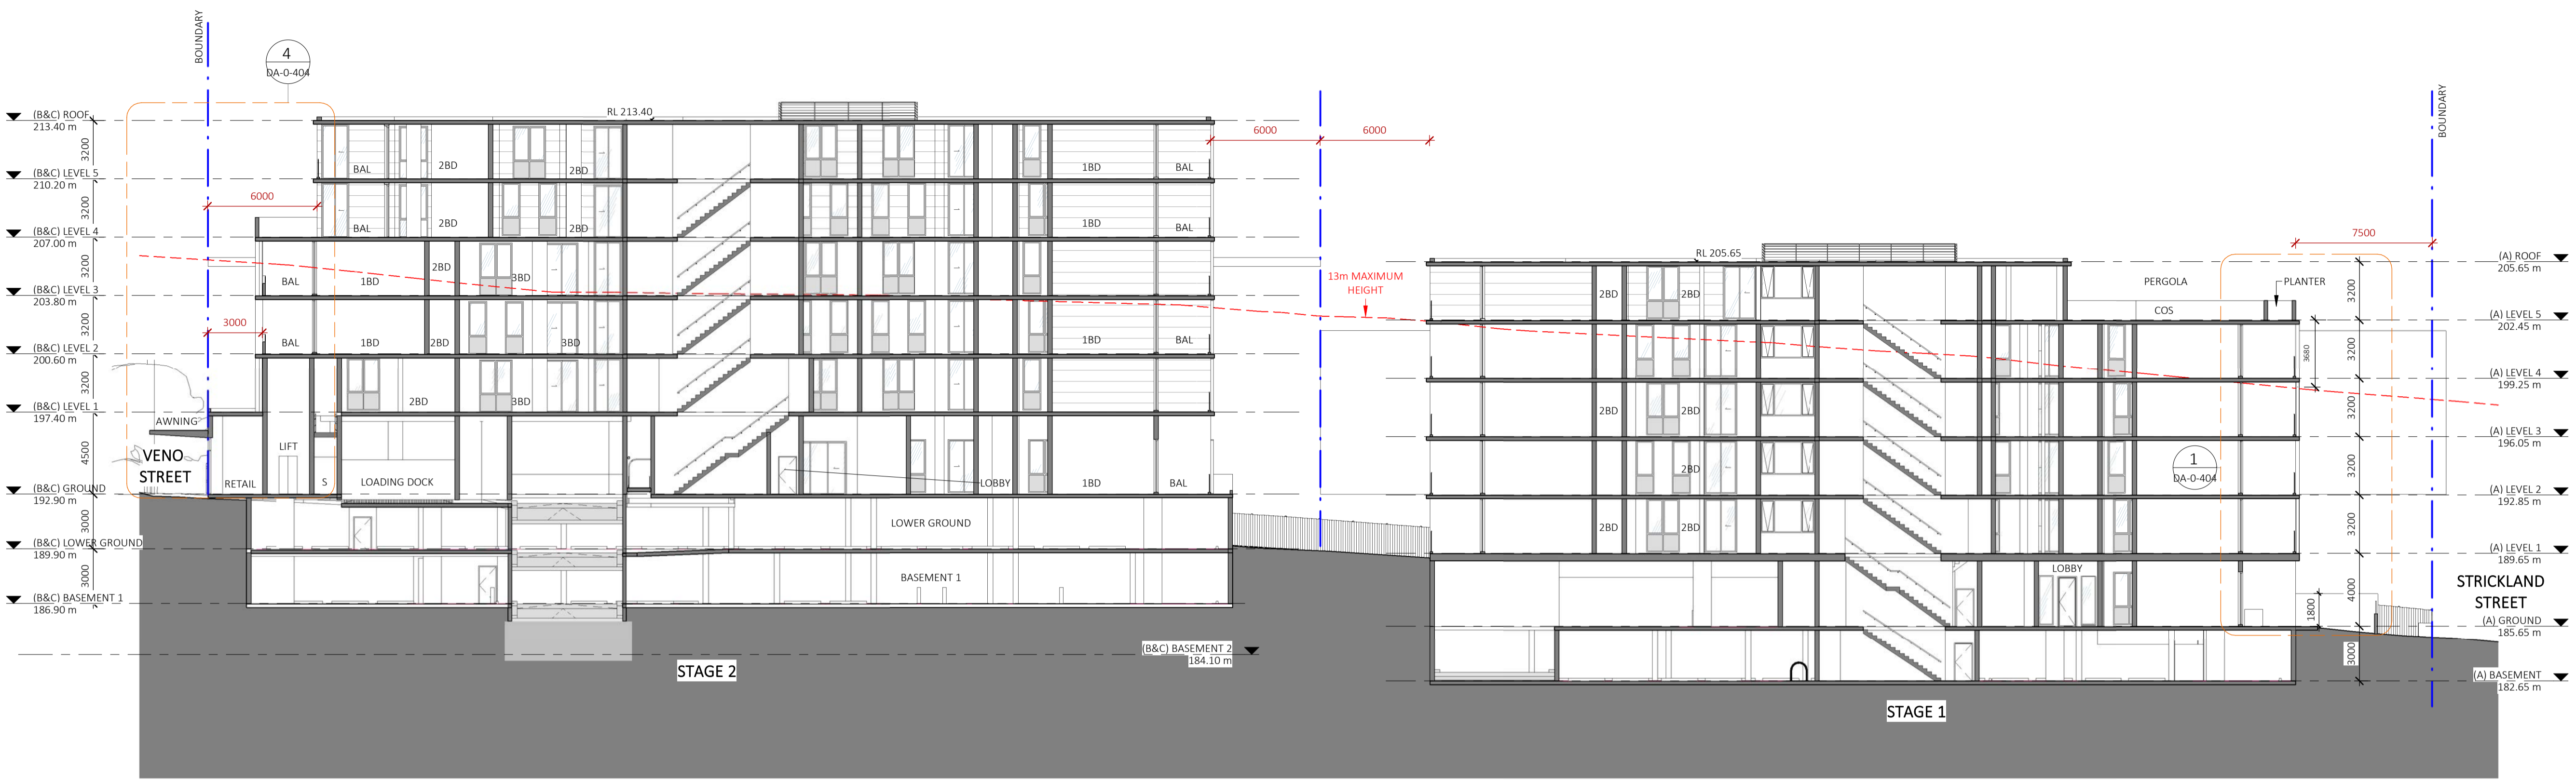 BOUNDARY
4
DA-0-404
(B&C) ROOF
213.40 m
3200
(B&C) LEVEL 5
210.20 m
3200
(B&C) LEVEL 4
207.00 m
3200
(B&C) LEVEL 3
203.80 m
3200
(B&C) LEVEL 2
200.60 m
3200
(B&C) LEVEL 1
197.40 m
4500
(B&C) GROUND
192.90 m
3000
(B&C) LOWER GROUND
189.90 m
3000
(B&C) BASEMENT 1
186.90 m
6000
3000
AWNING
VENO
STREET
RL 213.40
BAL
2BD
2BD
1BD
BAL
BAL
2BD
2BD
1BD
BAL
BAL
1BD
2BD
3BD
BAL
1BD
2BD
3BD
1BD
BAL
2BD
3BD
LIFT
RETAIL
S
LOADING DOCK
LOBBY
1BD
BAL
LOWER GROUND
BASEMENT 1
(B&C) BASEMENT 2
184.10 m
STAGE 2
6000
6000
13m MAXIMUM
HEIGHT
RL 205.65
2BD
2BD
PERGOLA
PLANTER
COS
7500
BOUNDARY
2BD
2BD
2BD
2BD
2BD
LOBBY
1
DA-0-404
3680
1800
3200
3200
3200
3200
3200
4000
3000
(A) ROOF
205.65 m
(A) LEVEL 5
202.45 m
(A) LEVEL 4
199.25 m
(A) LEVEL 3
196.05 m
(A) LEVEL 2
192.85 m
(A) LEVEL 1
189.65 m
STRICKLAND
STREET
(A) GROUND
185.65 m
(A) BASEMENT
182.65 m
STAGE 1